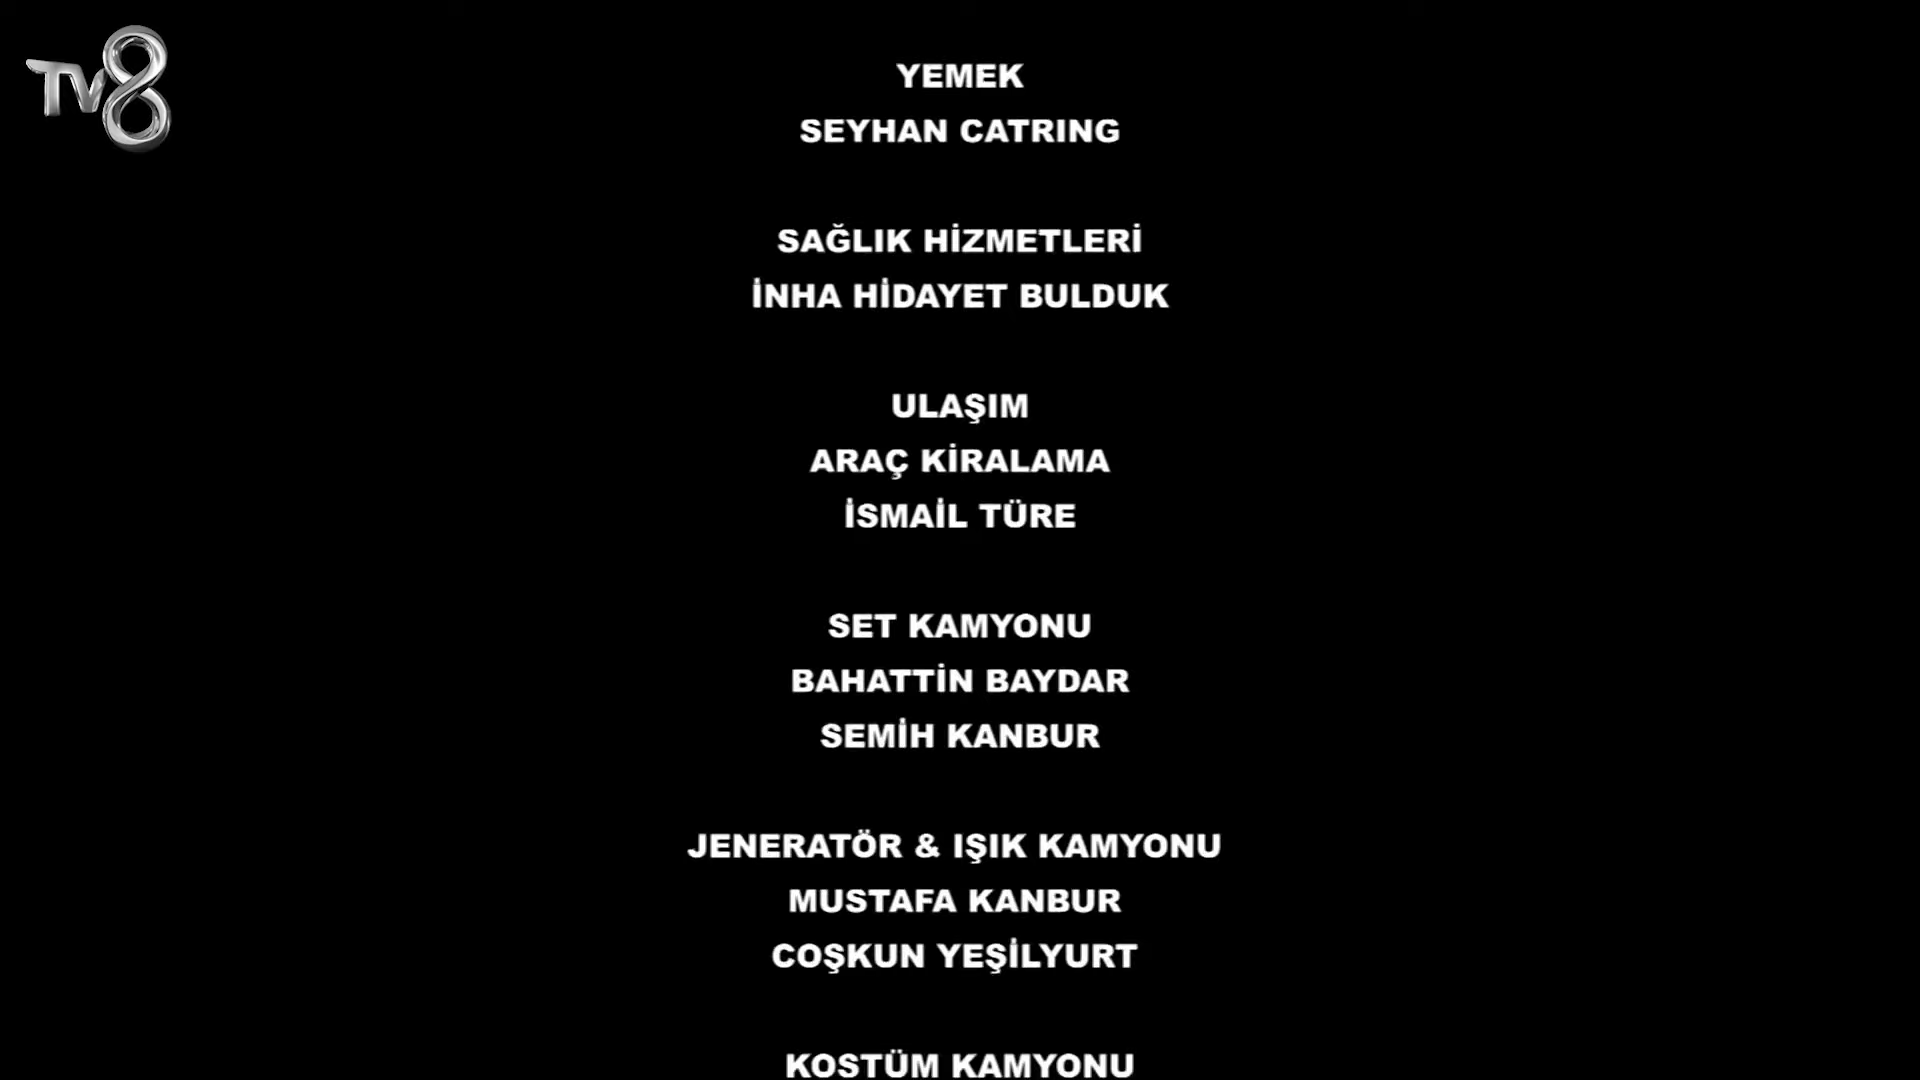 TV8
YEMEK
SEYHAN CATRING
SAĞLIK HİZMETLERİ
İNHA HİDAYET BULDUK
ULAŞIM
ARAÇ KİRALAMA
İSMAİL TÜRE
SET KAMYONU
BAHATTİN BAYDAR
SEMİH KANBUR
JENERATÖR & IŞIK KAMYONU
MUSTAFA KANBUR
COŞKUN YEŞİLYURT
KOSTÜM KAMYONU